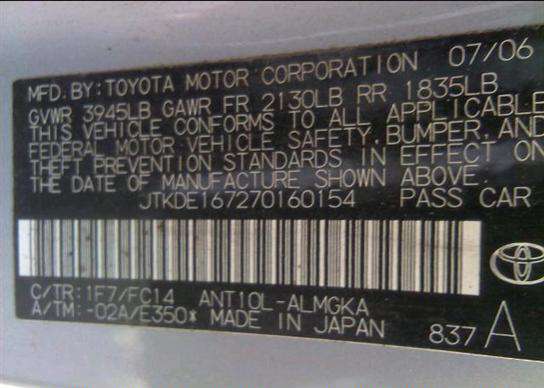 MFD. BY: TOYOTA MOTOR CORPORATION 07/06
GVWR 3945LB GAWR FR 2130LB RR 1835LB
THIS VEHICLE CONFORMS TO ALL APPLICABLE
FEDERAL MOTOR VEHICLE SAFETY, BUMPER, AND
THEFT PREVENTION STANDARDS IN EFFECT ON
THE DATE OF MANUFACTURE SHOWN ABOVE.
JTKDE167270160154 PASS CAR
C/TR: 1F7/FC14 ANT10L-ALMGKA
A/TM: -02A/E350* MADE IN JAPAN 837 A